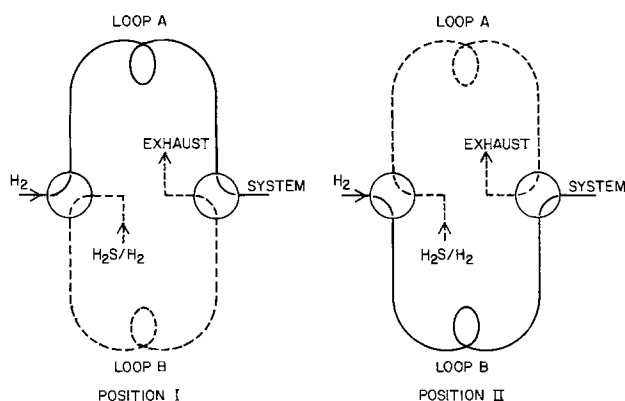 LOOP A
EXHAUST
H2
SYSTEM
H2S/H2
LOOP B
POSITION I
LOOP A
EXHAUST
H2
SYSTEM
H2S/H2
LOOP B
POSITION II